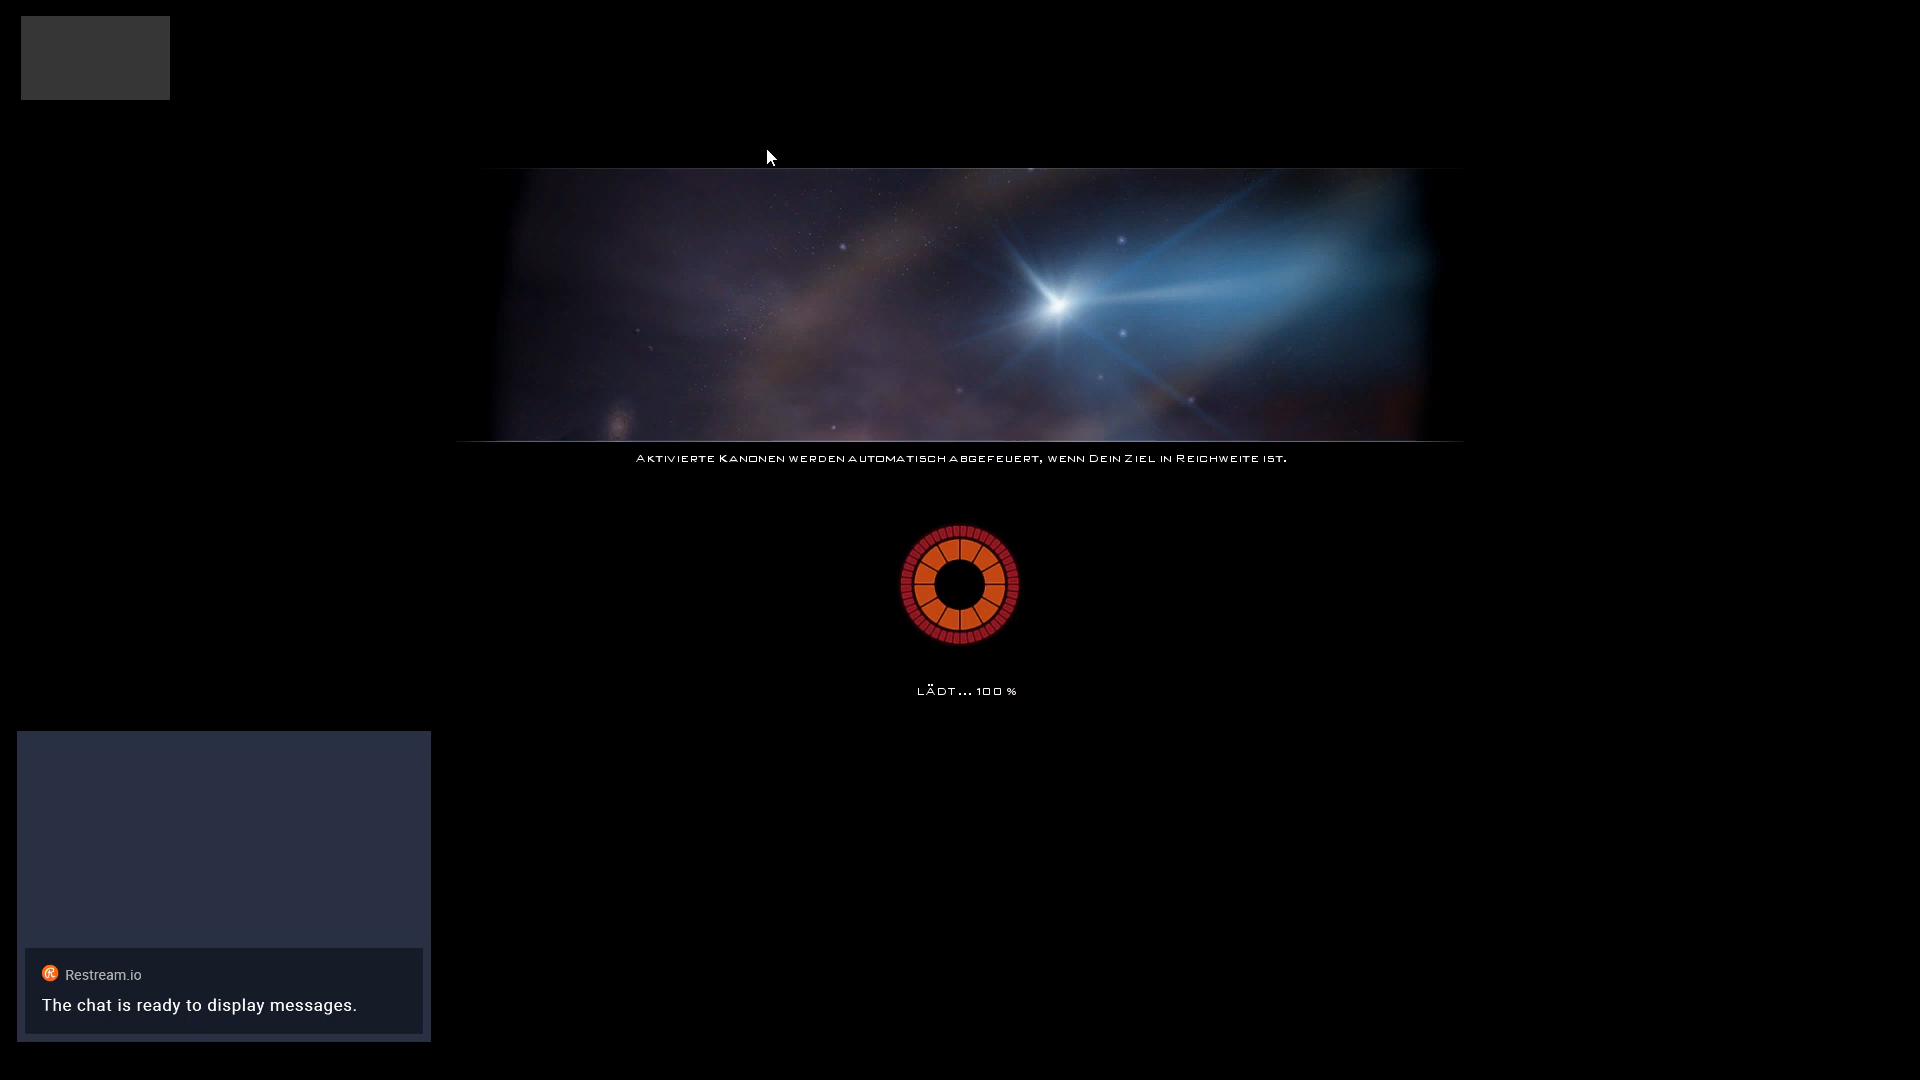 Aktivierte Kanonen werden automatisch abgefeuert, wenn Dein Ziel in Reichweite ist.
Lädt... 100 %
Restream.io
The chat is ready to display messages.